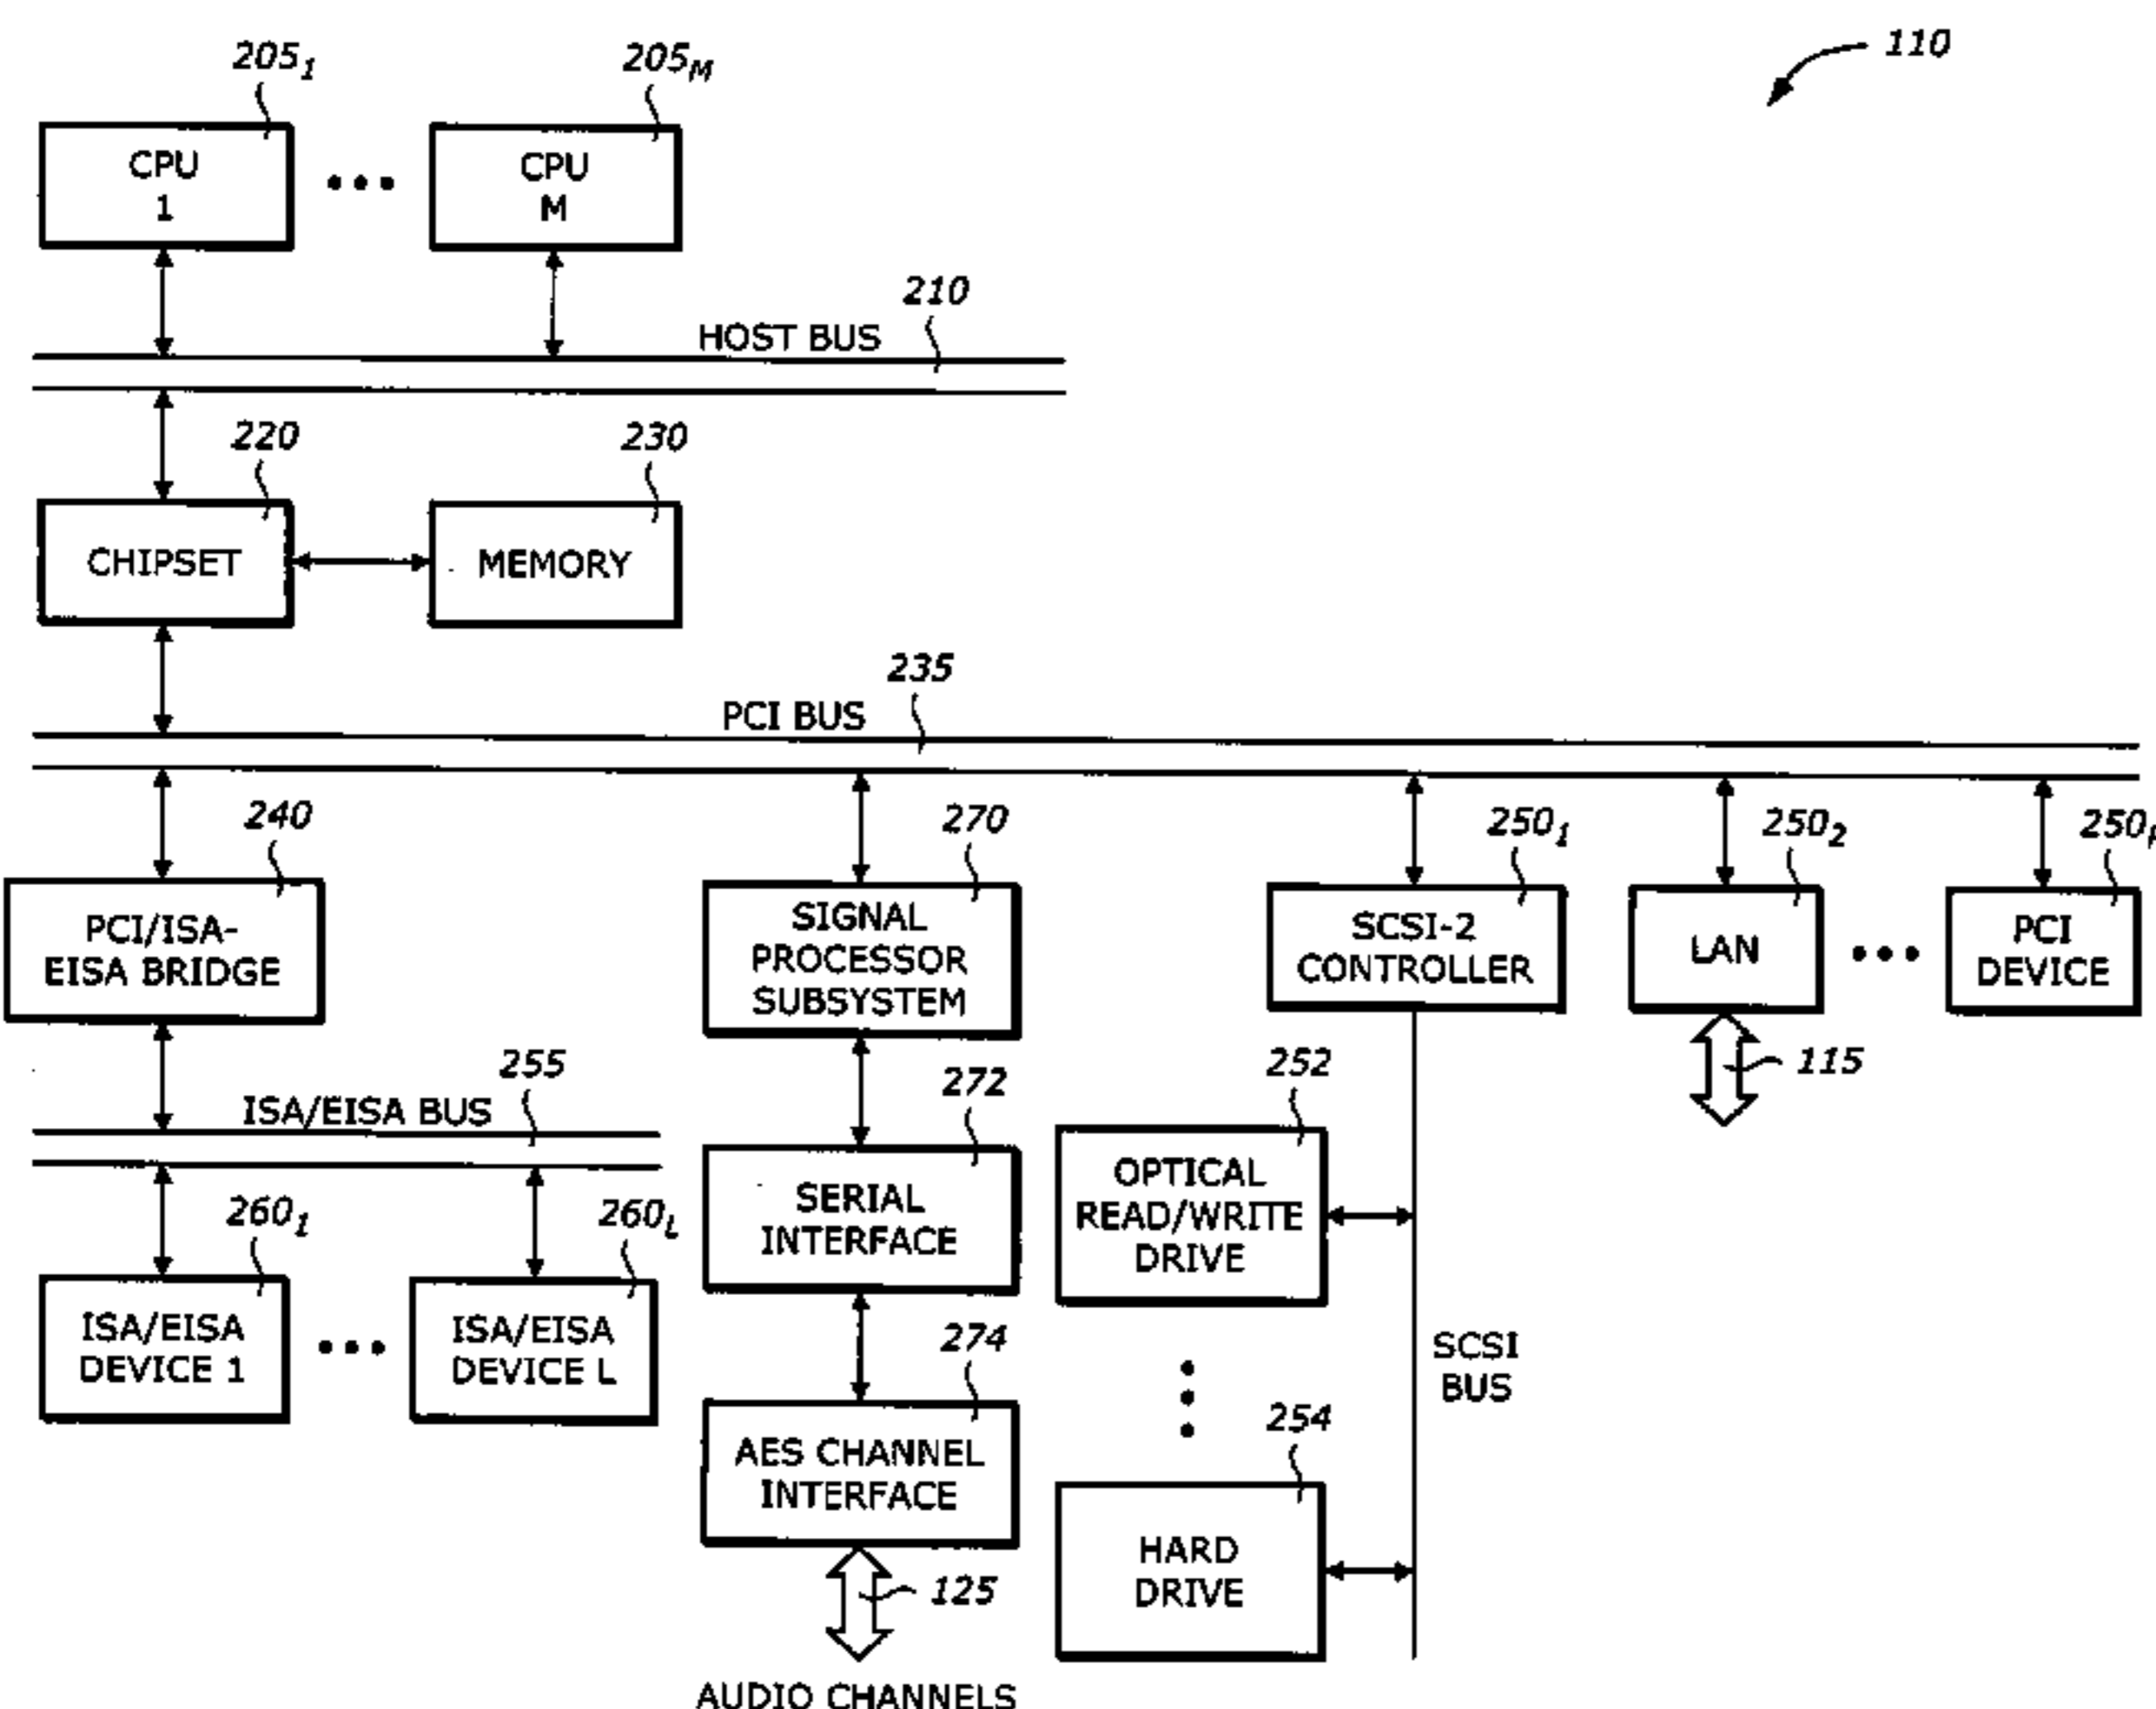 110
205₁
205M
CPU
1
CPU
M
HOST BUS
210
220
230
CHIPSET
MEMORY
PCI BUS
235
240
270
250₁
250₂
PCI/ISA-
EISA BRIDGE
SIGNAL
PROCESSOR
SUBSYSTEM
SCSI-2
CONTROLLER
LAN
PCI
DEVICE
115
ISA/EISA BUS
255
272
252
260₁
260L
SERIAL
INTERFACE
OPTICAL
READ/WRITE
DRIVE
ISA/EISA
DEVICE 1
ISA/EISA
DEVICE L
274
254
SCSI
BUS
AES CHANNEL
INTERFACE
HARD
DRIVE
125
AUDIO CHANNELS